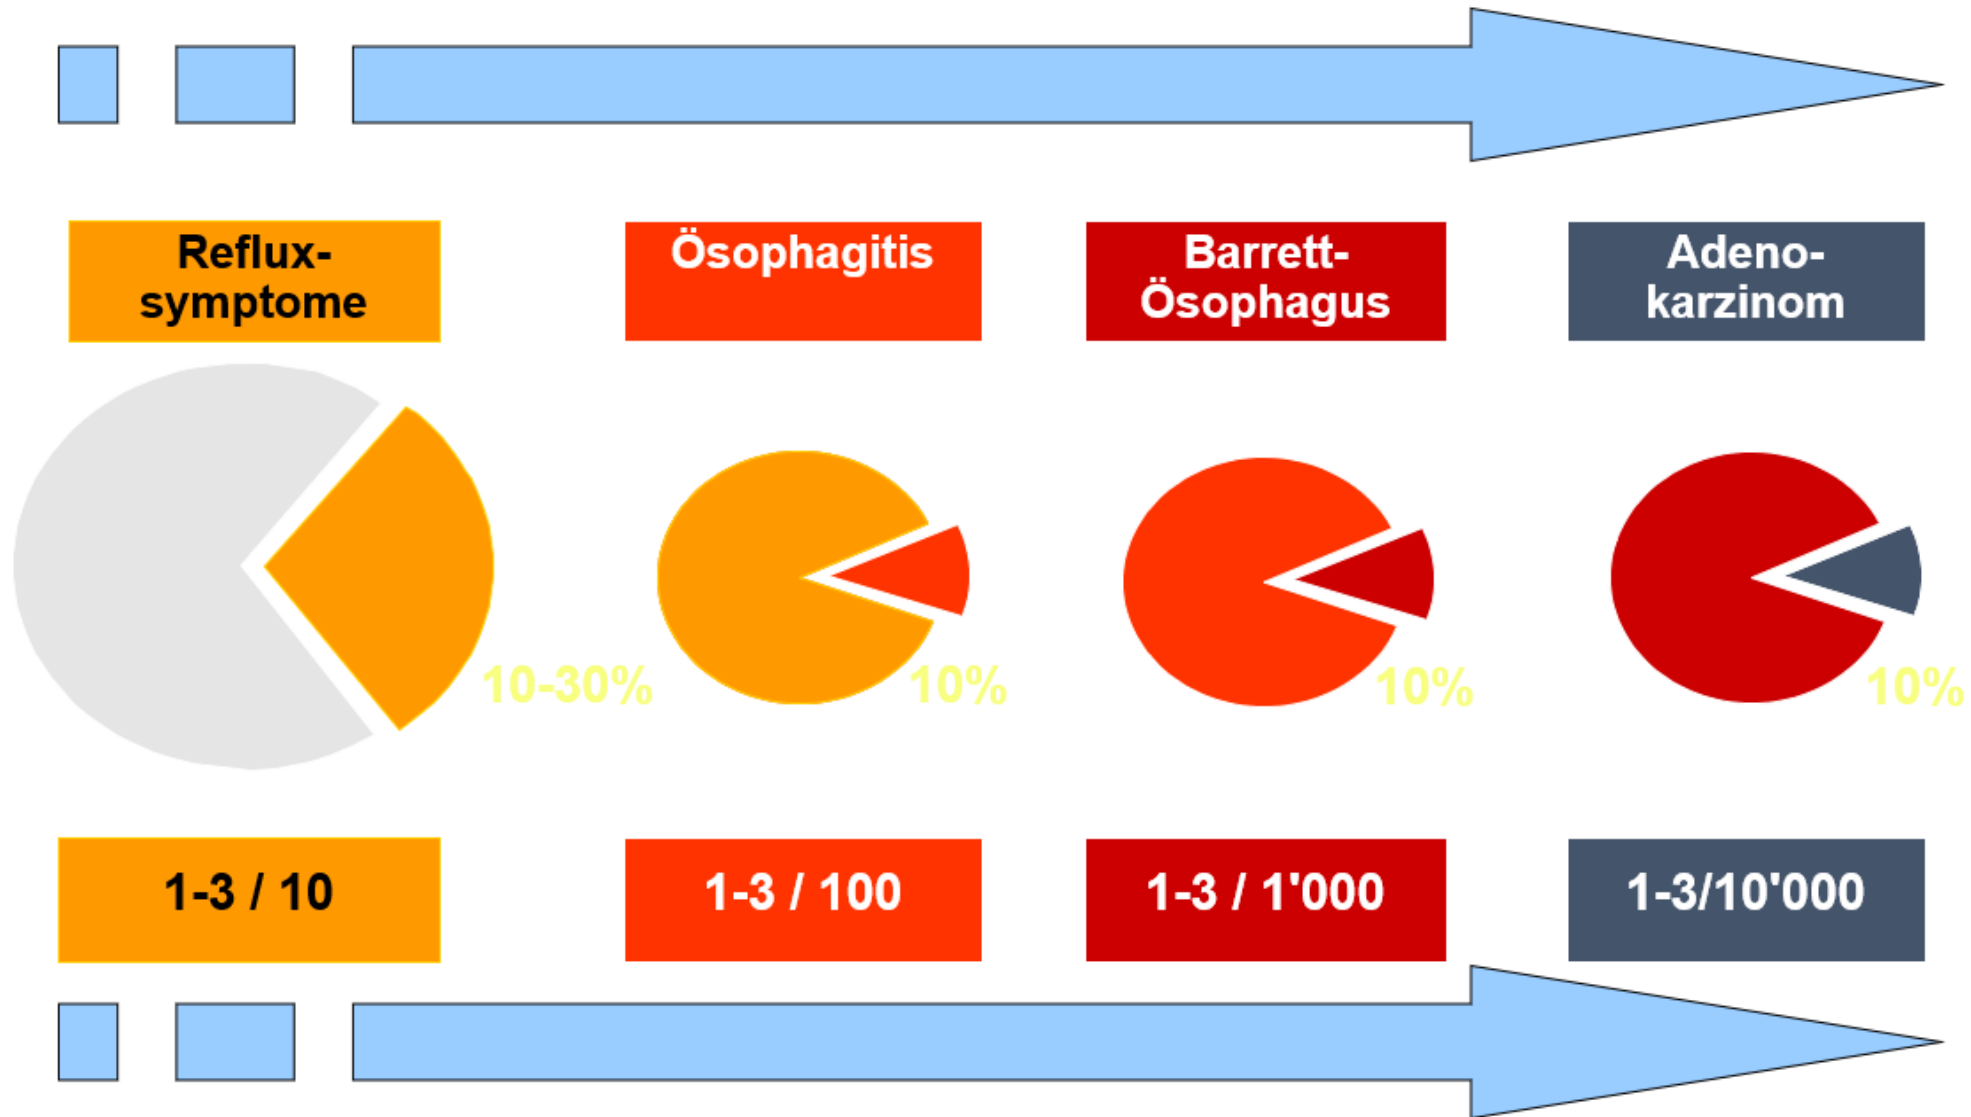 Reflux-
symptome
Ösophagitis
Barrett-
Ösophagus
Adeno-
karzinom
10-30%
10%
10%
10%
1-3 / 10
1-3 / 100
1-3 / 1'000
1-3/10'000